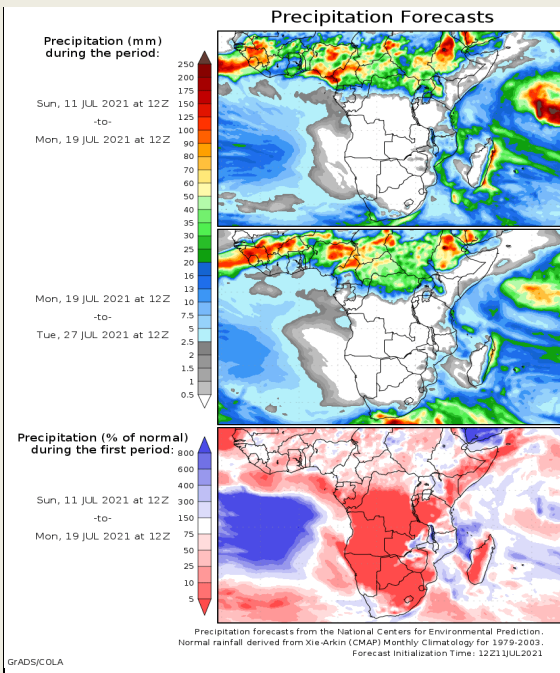 Precipitation Forecasts
Precipitation (mm)
during the period:
Sun, 11 JUL 2021 at 12Z
-to-
Mon, 19 JUL 2021 at 12Z
250
200
175
150
125
100
90
80
70
60
50
40
35
30
25
20
16
13
10
7.5
5
2.5
2
1.5
1
0.5
Mon, 19 JUL 2021 at 12Z
-to-
Tue, 27 JUL 2021 at 12Z
Precipitation (% of normal)
during the first period:
Sun, 11 JUL 2021 at 12Z
-to-
Mon, 19 JUL 2021 at 12Z
800
600
400
300
150
75
50
25
10
5
Precipitation forecasts from the National Centers for Environmental Prediction.
Normal rainfall derived from Xie-Arkin (CMAP) Monthly Climatology for 1979-2003.
Forecast Initialization Time: 12Z11JUL2021
GrADS/COLA